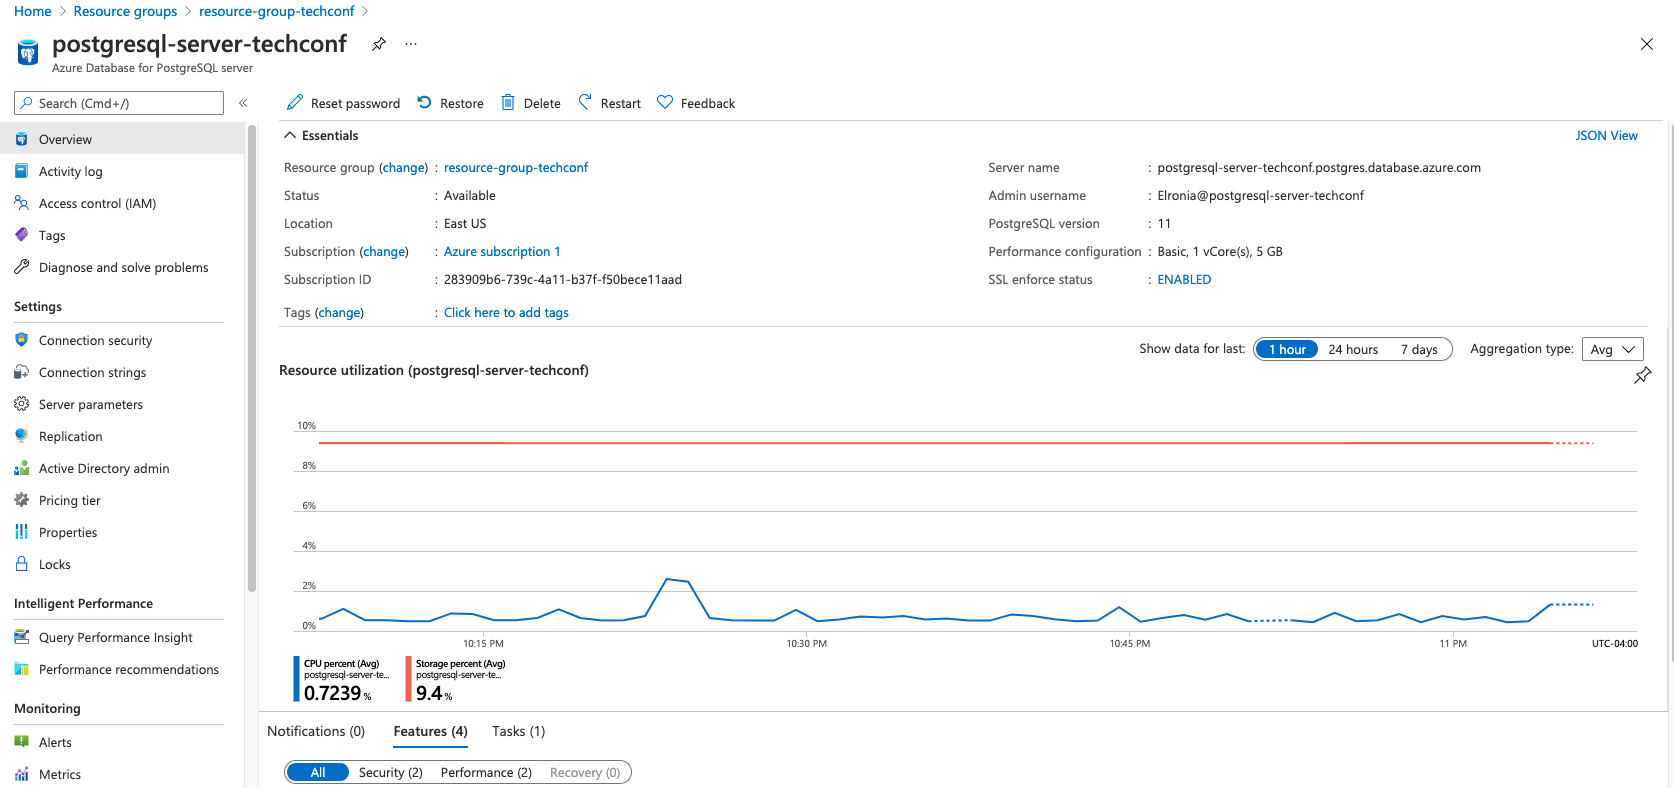 Home > Resource groups > resource-group-techconf >
postgresql-server-techconf ...
Azure Database for PostgreSQL server
Search (Cmd+/) «
Overview
Activity log
Access control (IAM)
Tags
Diagnose and solve problems
Settings
Connection security
Connection strings
Server parameters
Replication
Active Directory admin
Pricing tier
Properties
Locks
Intelligent Performance
Query Performance Insight
Performance recommendations
Monitoring
Alerts
Metrics
Reset password Restore Delete Restart Feedback
Essentials JSON View
Resource group (change) : resource-group-techconf
Status : Available
Location : East US
Subscription (change) : Azure subscription 1
Subscription ID : 283909b6-739c-4a11-b37f-f50bece11aad
Tags (change) : Click here to add tags
Server name : postgresql-server-techconf.postgres.database.azure.com
Admin username : Elronia@postgresql-server-techconf
PostgreSQL version : 11
Performance configuration : Basic, 1 vCore(s), 5 GB
SSL enforce status : ENABLED
Show data for last: 1 hour 24 hours 7 days Aggregation type: Avg
Resource utilization (postgresql-server-techconf)
10%
8%
6%
4%
2%
0%
10:15 PM 10:30 PM 10:45 PM 11 PM UTC-04:00
CPU percent (Avg)
postgresql-server-te...
0.7239 %
Storage percent (Avg)
postgresql-server-te...
9.4 %
Notifications (0) Features (4) Tasks (1)
All Security (2) Performance (2) Recovery (0)